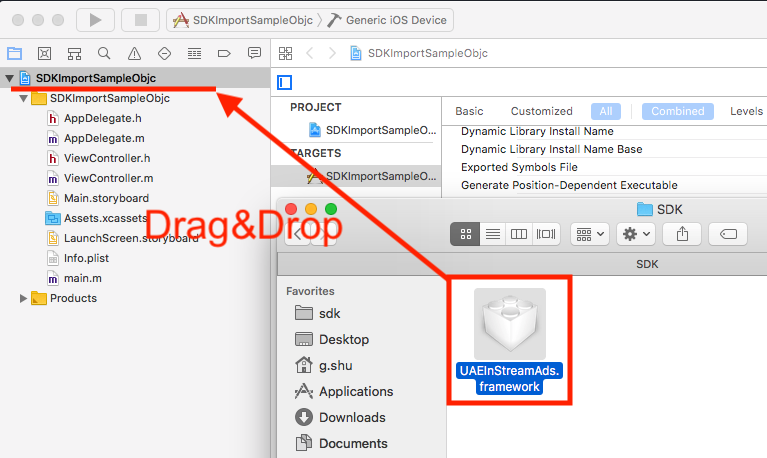 SDKImportSampleObjc
Generic iOS Device
SDKImportSampleObjc
SDKImportSampleObjc
AppDelegate.h
AppDelegate.m
ViewController.h
ViewController.m
Main.storyboard
Assets.xcassets
LaunchScreen.storyboard
Info.plist
main.m
Products
Drag&Drop
SDKImportSampleObjc
PROJECT
SDKImportSampleO...
TARGETS
SDKImportSampleO...
Basic Customized All Combined Levels
Dynamic Library Install Name
Dynamic Library Install Name Base
Exported Symbols File
Generate Position-Dependent Executable
SDK
SDK
Favorites
sdk
Desktop
g.shu
Applications
Downloads
Documents
UAEInStreamAds.
framework